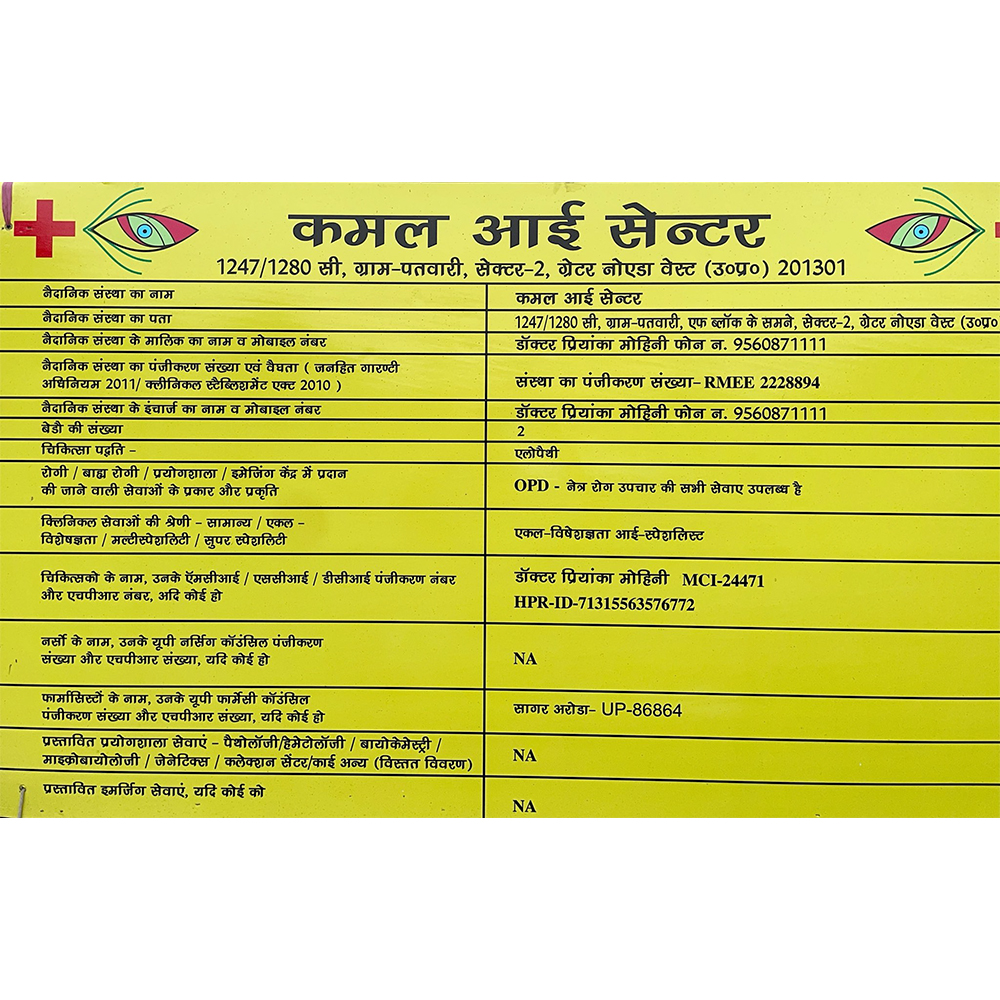 कमल आई सेन्टर
1247/1280 सी, ग्राम-पतवारी, सेक्टर-2, ग्रेटर नोएडा वेस्ट (उ०प्र०) 201301
नैदानिक संस्था का नाम
कमल आई सेन्टर
नैदानिक संस्था का पता
1247/1280 सी, ग्राम-पतवारी, एफ ब्लॉक के समने, सेक्टर-2, ग्रेटर नोएडा वेस्ट (उ०प्र०
नैदानिक संस्था के मालिक का नाम व मोबाइल नंबर
डॉक्टर प्रियांका मोहिनी फोन न. 9560871111
नैदानिक संस्था का पंजीकरण संख्या एवं वैघता ( जनहित गारण्टी
अधिनियम 2011/ क्लीनिकल स्टैब्लिशमेंट एक्ट 2010 )
संस्था का पंजीकरण संख्या- RMEE 2228894
नैदानिक संस्था के इंचार्ज का नाम व मोबाइल नंबर
डॉक्टर प्रियांका मोहिनी फोन न. 9560871111
बेडी की संख्या
2
चिकित्सा पद्वति -
एलोपैथी
रोगी / बाह्य रोगी / प्रयोगशाला / इमेजिंग केंद्र में प्रदान
की जाने वाली सेवाओं के प्रकार और प्रकृति
OPD - नेत्र रोग उपचार की सभी सेवाए उपलब्ध है
क्लिनिकल सेवाओं की श्रेणी - सामान्य / एकल -
विशेषज्ञता / मल्टीस्पेशलिटी / सुपर स्पेशलिटी
एकल-विषेशज्ञता आई-स्पेशलिस्ट
चिकित्सको के नाम, उनके ऍमसीआई / एससीआई / डीसीआई पंजीकरण नंबर
और एचपीआर नंबर, अदि कोई हो
डॉक्टर प्रियांका मोहिनी MCI-24471
HPR-ID-71315563576772
नर्सो के नाम, उनके यूपी नर्सिंग कॉउंसिल पंजीकरण
संख्या और एचपीआर संख्या, यदि कोई हो
NA
फार्मासिस्टों के नाम, उनके यूपी फार्मेसी कॉउंसिल
पंजीकरण संख्या और एचपीआर संख्या, यदि कोई हो
सागर अरोडा- UP-86864
प्रस्तावित प्रयोगशाला सेवाएं - पैथोलॉजी/हेमेटोलॉजी / बायोकेमेस्ट्री /
माइक्रोबायोलोजी / जेनेटिक्स / कलेक्शन सेंटर/काई अन्य (विस्तत विवरण)
NA
प्रस्तावित इमर्जिंग सेवाएं, यदि कोई को
NA